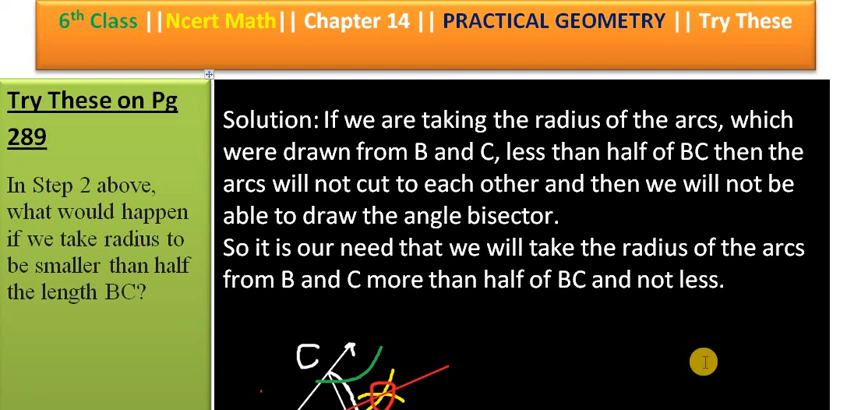 6th Class ||Ncert Math|| Chapter 14 || PRACTICAL GEOMETRY || Try These
Try These on Pg
289
In Step 2 above,
what would happen
if we take radius to
be smaller than half
the length BC?
Solution: If we are taking the radius of the arcs, which
were drawn from B and C, less than half of BC then the
arcs will not cut to each other and then we will not be
able to draw the angle bisector.
So it is our need that we will take the radius of the arcs
from B and C more than half of BC and not less.
C